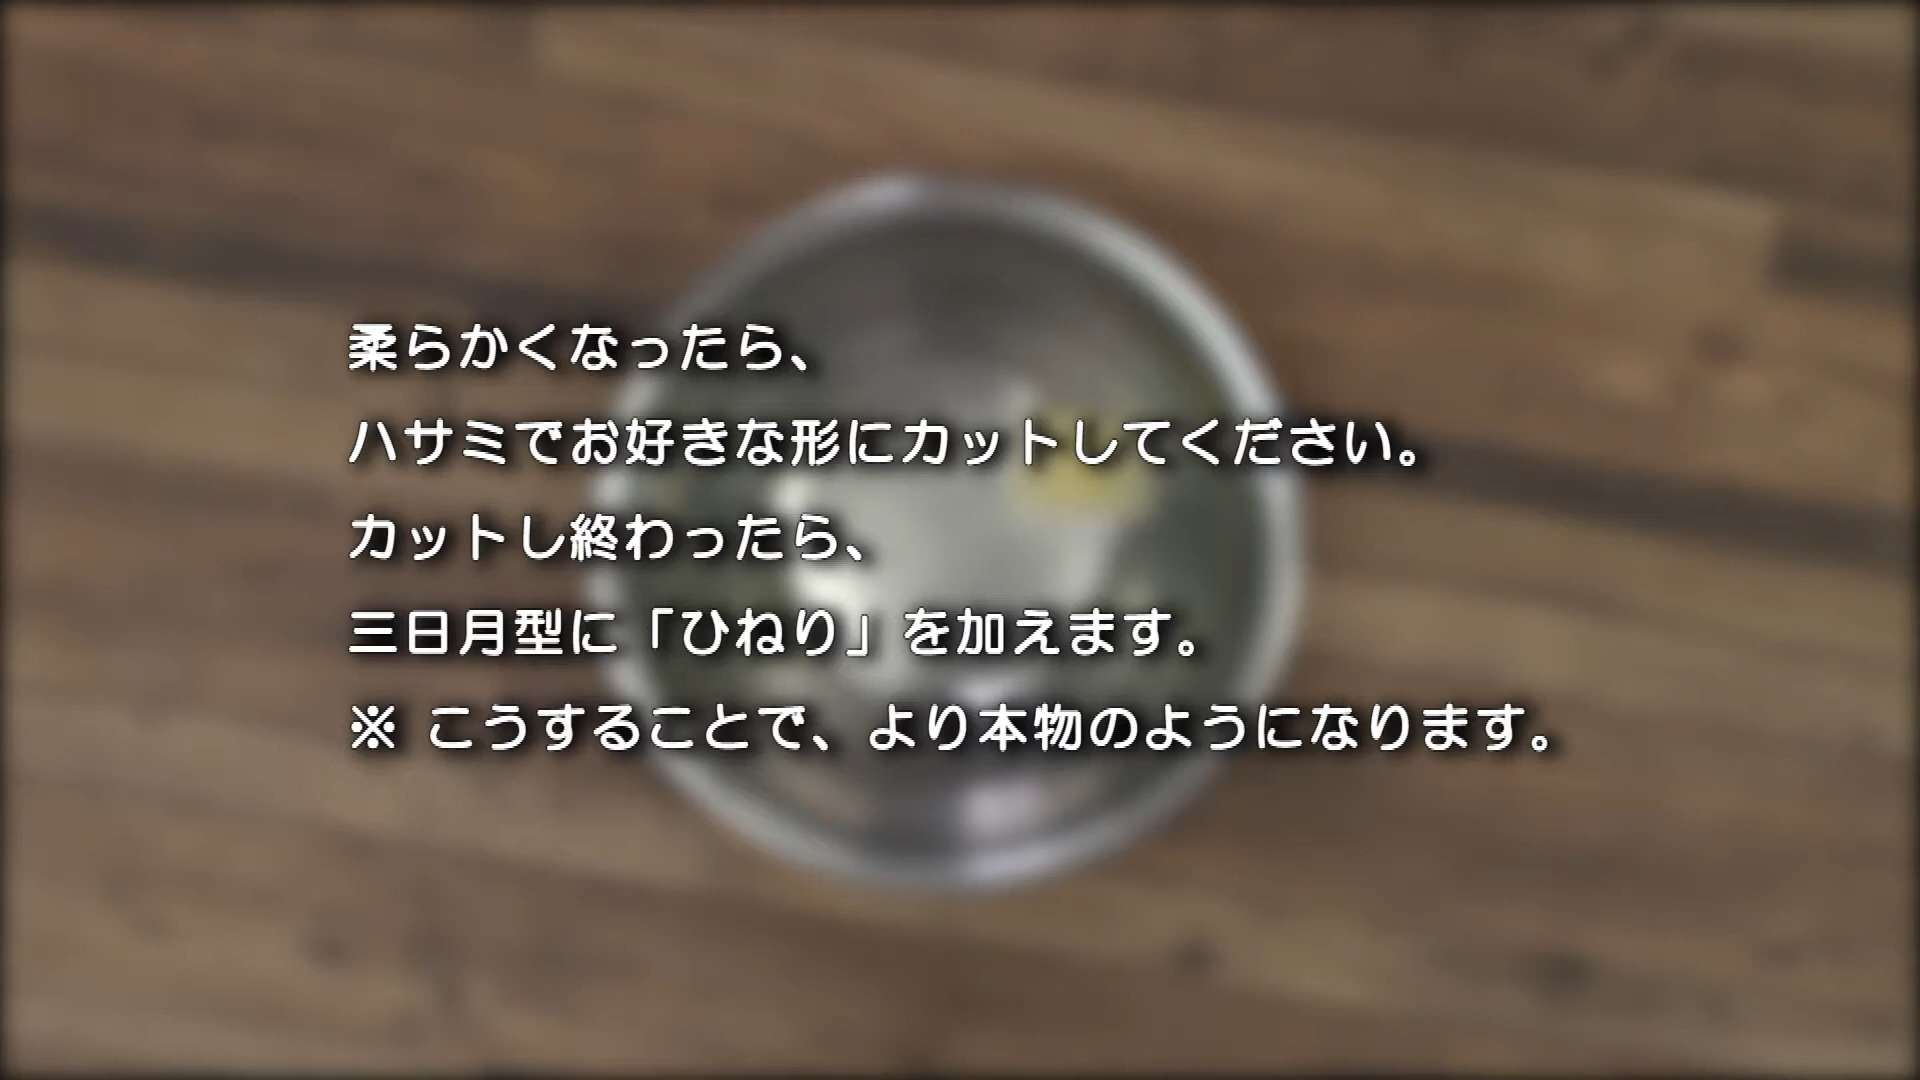 柔らかくなったら、
ハサミでお好きな形にカットしてください。
カットし終わったら、
三日月型に「ひねり」を加えます。
※ こうすることで、より本物のようになります。